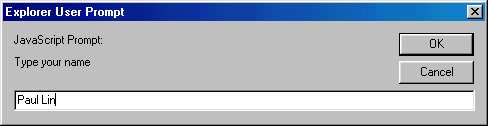 Explorer User Prompt
JavaScript Prompt:
OK
Type your name
Cancel
Paul Lin